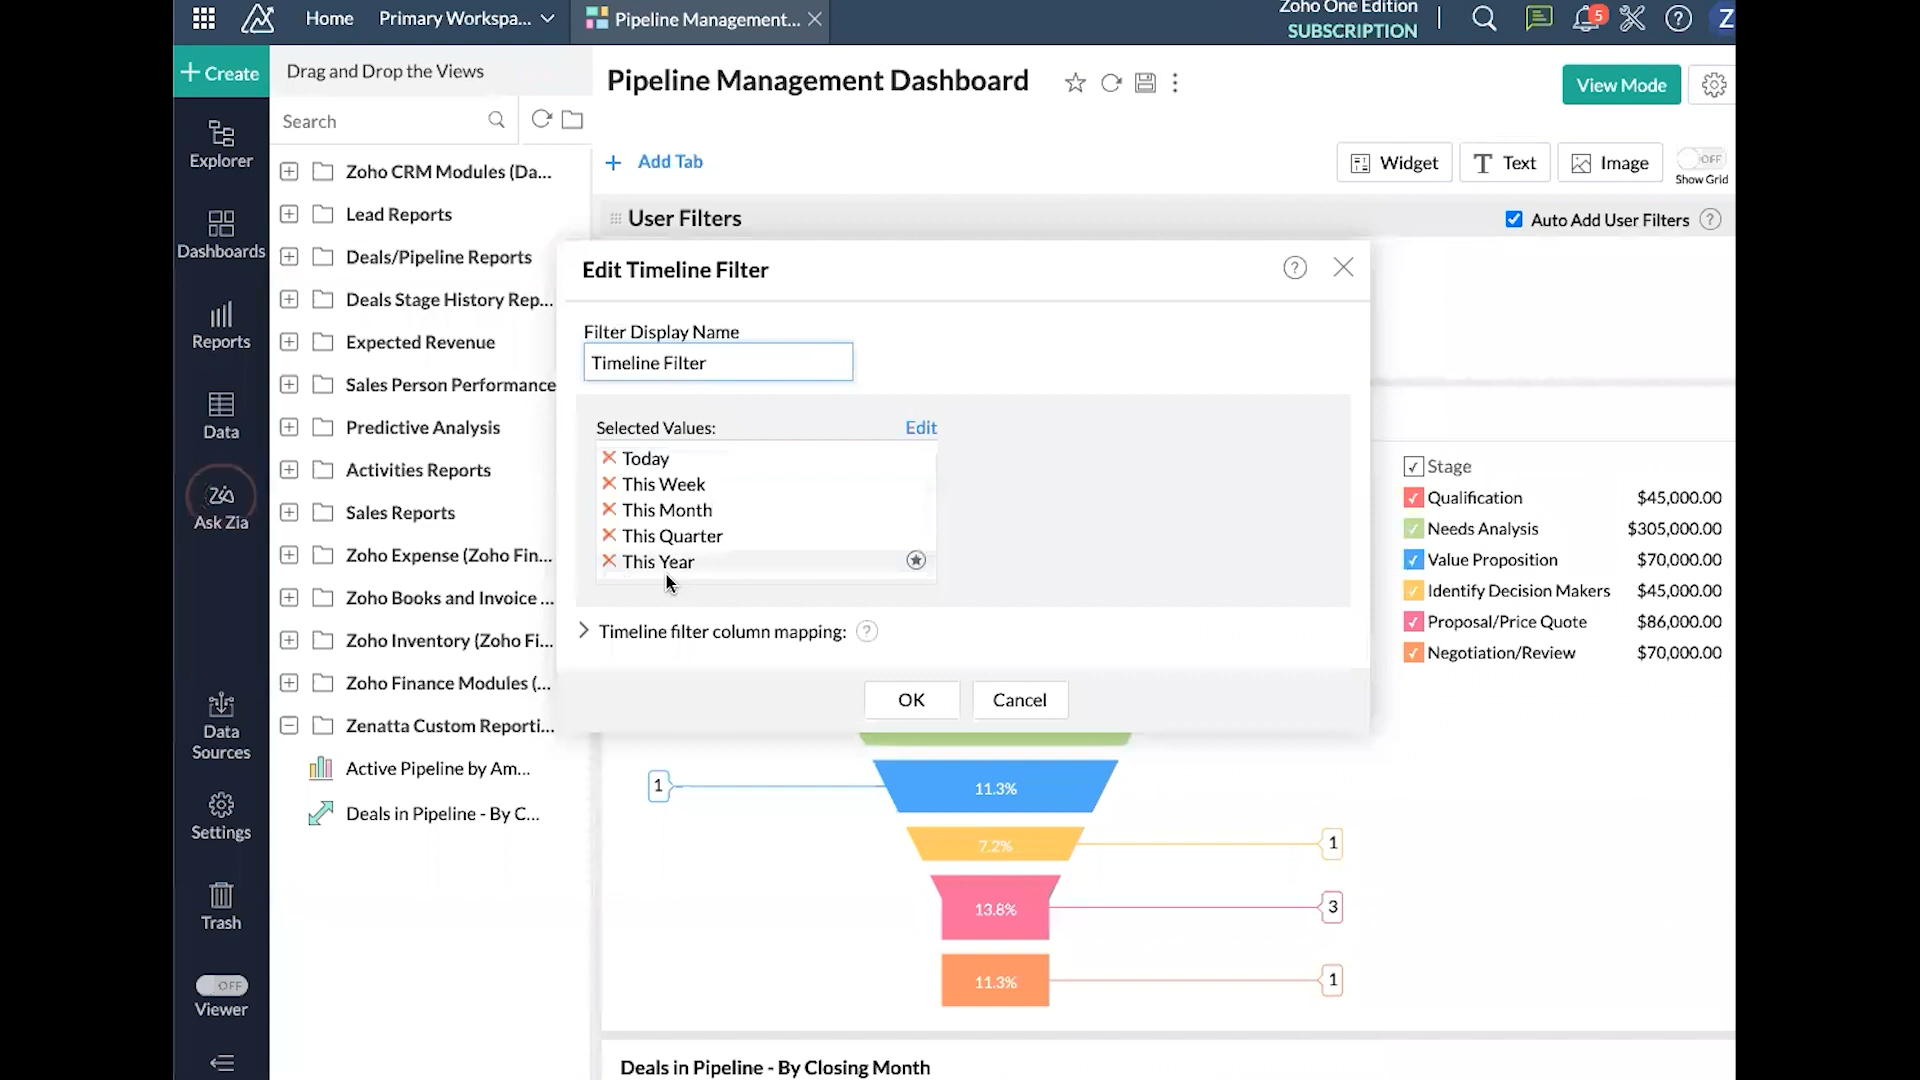 Home
Primary Workspa...
Pipeline Management...
Zoho One Edition
SUBSCRIPTION
5
Z
Create
Drag and Drop the Views
Pipeline Management Dashboard
View Mode
Search
Explorer
Add Tab
Widget
Text
Image
OFF
Show Grid
Zoho CRM Modules (Da...
Lead Reports
User Filters
Auto Add User Filters
Dashboards
Deals/Pipeline Reports
Edit Timeline Filter
Deals Stage History Rep...
Reports
Expected Revenue
Filter Display Name
Timeline Filter
Sales Person Performance
Data
Predictive Analysis
Selected Values:
Edit
Today
This Week
This Month
This Quarter
This Year
Activities Reports
Ask Zia
Sales Reports
Stage
Qualification $45,000.00
Needs Analysis $305,000.00
Value Proposition $70,000.00
Identify Decision Makers $45,000.00
Proposal/Price Quote $86,000.00
Negotiation/Review $70,000.00
Zoho Expense (Zoho Fin...
Zoho Books and Invoice ...
Zoho Inventory (Zoho Fi...
Timeline filter column mapping:
OK
Cancel
Zoho Finance Modules (...
Zenatta Custom Reporti...
Data Sources
Active Pipeline by Am...
Deals in Pipeline - By C...
Settings
1
11.3%
7.2%
1
13.8%
3
11.3%
1
Trash
OFF
Viewer
Deals in Pipeline - By Closing Month